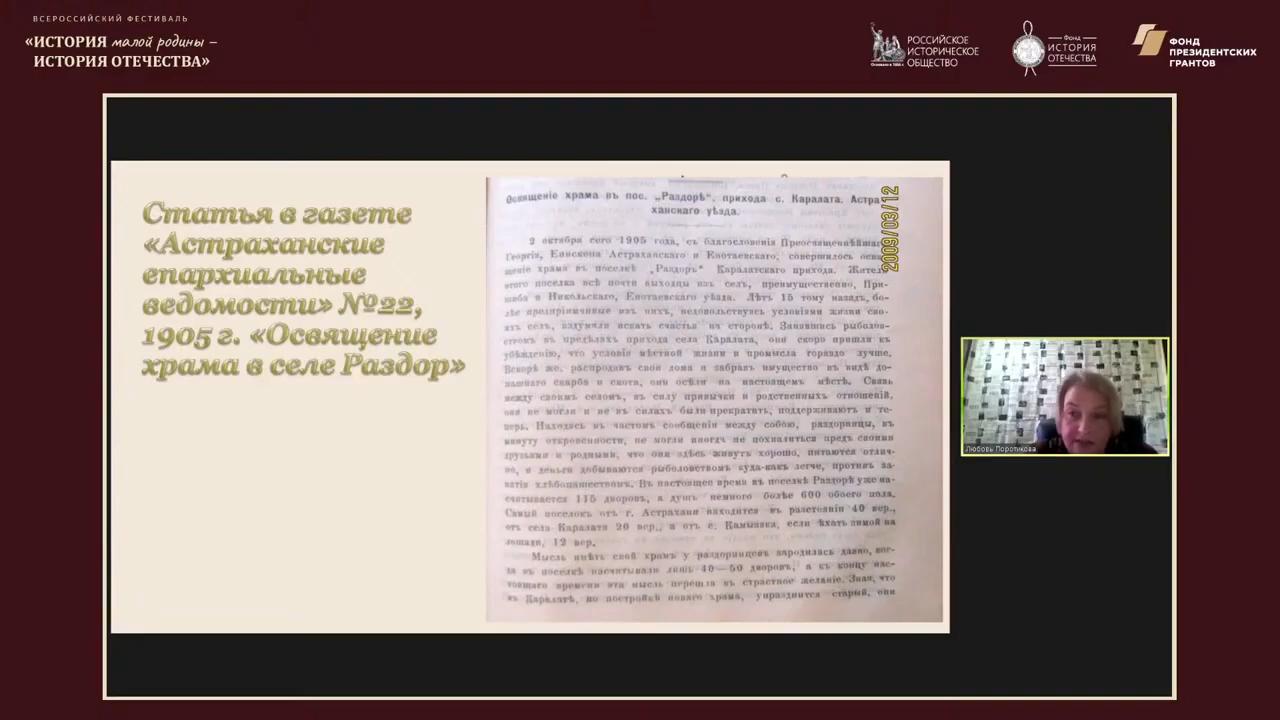 ВСЕРОССИЙСКИЙ ФЕСТИВАЛЬ
«ИСТОРИЯ малой родины –
ИСТОРИЯ ОТЕЧЕСТВА»
РОССИЙСКОЕ
ИСТОРИЧЕСКОЕ
ОБЩЕСТВО
Фонд
ИСТОРИЯ
ОТЕЧЕСТВА
ФОНД
ПРЕЗИДЕНТСКИХ
ГРАНТОВ
Статья в газете
«Астраханские
епархиальные
ведомости» №22,
1905 г. «Освящение
храма в селе Раздор»
Освященіе храма въ пос. „Раздорѣ“, прихода с. Каралата, Астра-
ханскаго уѣзда.
2 октября сего 1905 года, съ благословенія Преосвященнѣйшаго
Георгія, Епископа Астраханскаго и Енотаевскаго, совершилось освя-
щеніе храма въ поселкѣ „Раздоръ“ Каралатскаго прихода. Жители
этого поселка всѣ почти выходцы изъ селъ, преимущественно, При-
шиба и Никольскаго, Енотаевскаго уѣзда. Лѣтъ 15 тому назадъ, бо-
лѣе предпріимчивые изъ нихъ, недовольствуясь условіями жизни сво-
ихъ селъ, вздумали искать счастья на сторонѣ. Занявшись рыболов-
ствомъ въ предѣлахъ прихода села Каралата, они скоро пришли къ
убѣжденію, что условія мѣстной жизни и промысла гораздо лучше.
Вскорѣ же, распродавъ свои дома и забравъ имущество въ видѣ до-
машняго скарба и скота, они осѣли на настоящемъ мѣстѣ. Связь
между своимъ селомъ, въ силу привычки и родственныхъ отношеній,
они не могли и не въ силахъ были прекратить, поддерживаютъ и те-
перь. Находясь въ частомъ сообщеніи между собою, раздоринцы, въ
минуту откровенности, не могли иногда не похвалиться предъ своими
друзьями и родными, что они здѣсь живутъ хорошо, питаются отлич-
но, и деньги добываются рыболовствомъ куда-какъ легче, противъ за-
нятія хлѣбопашествомъ. Въ настоящее время въ поселкѣ Раздорѣ уже на-
считывается 115 дворовъ, а душъ немного болѣе 600 обоего пола.
Самый поселокъ отъ г. Астрахани находится въ разстояніи 40 вер.,
отъ села Каралата 20 вер., а отъ с. Камызяка, если ѣхать зимой на
лошади, 12 вер.
Мысль имѣть свой храмъ у раздоринцевъ зародилась давно, ког-
да въ поселкѣ насчитывали лишь 40—50 дворовъ, а къ концу нас-
тоящаго времени эта мысль перешла въ страстное желаніе. Зная, что
въ Каралатѣ, по постройкѣ новаго храма, упразднится старый, они
2009/03/12
Любовь Поротикова